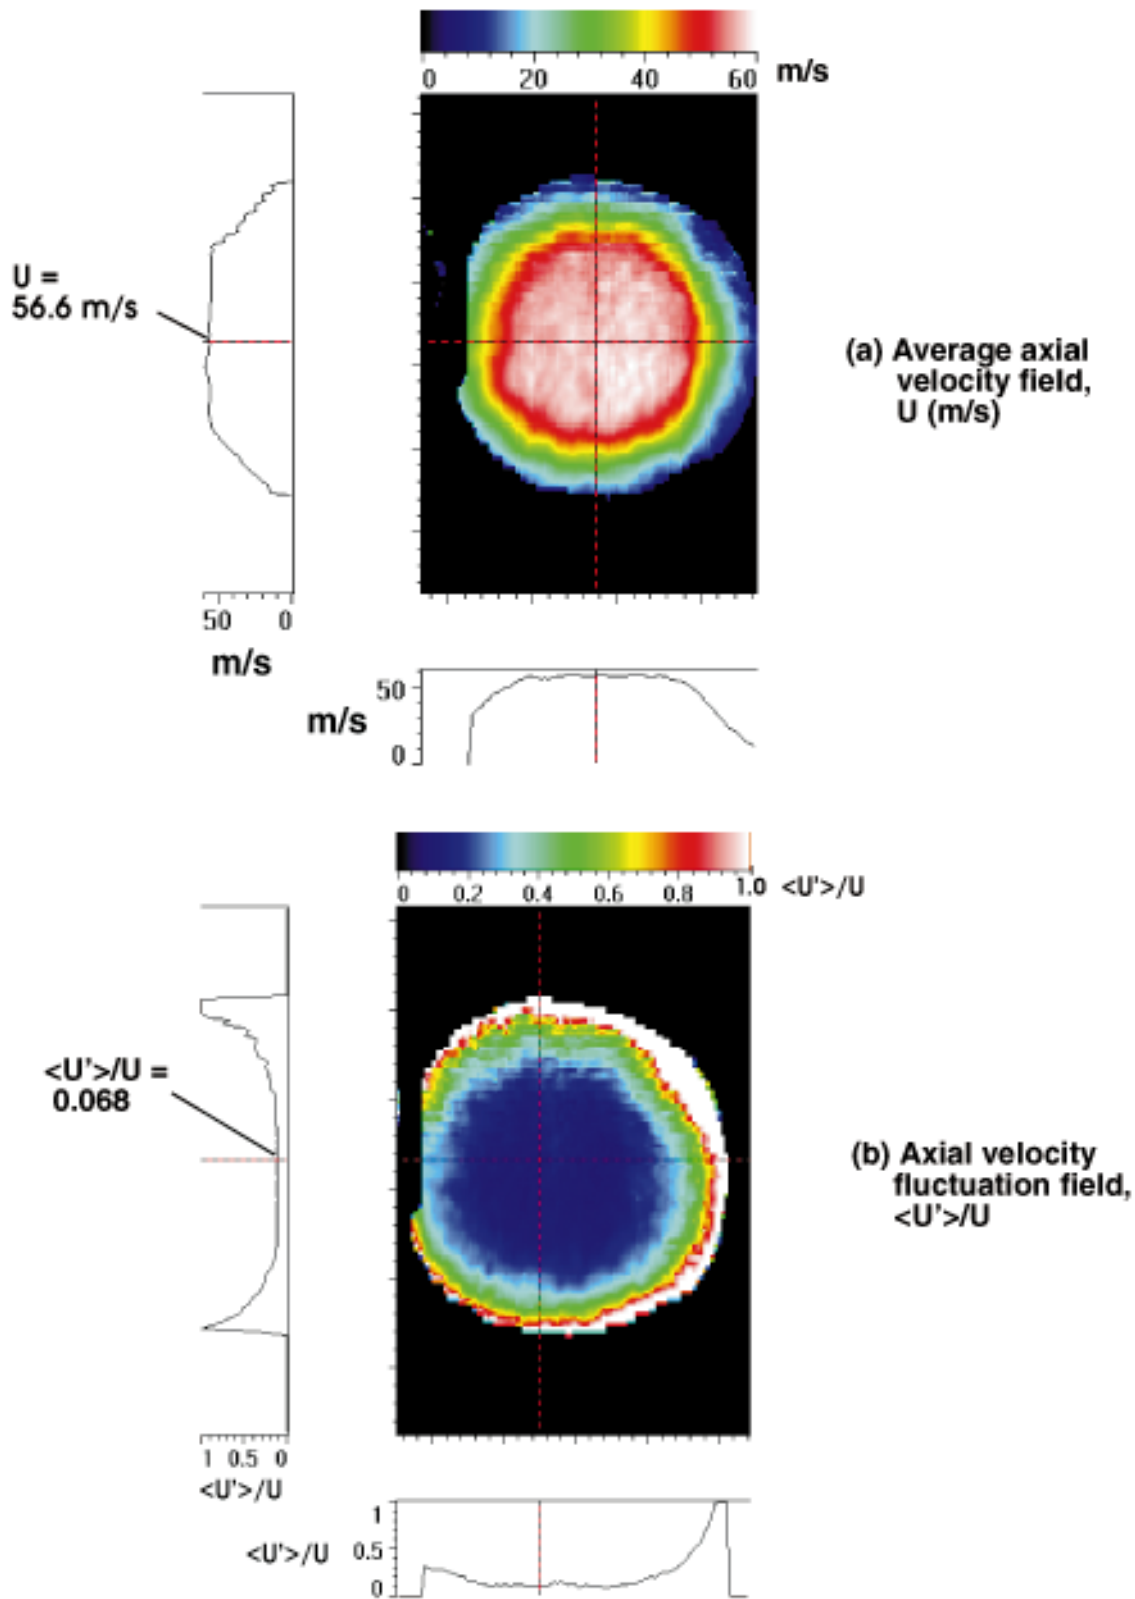 0 20 40 60 m/s
U =
56.6 m/s
(a) Average axial
velocity field,
U (m/s)
50 0
m/s
50
m/s
0
0 0.2 0.4 0.6 0.8 1.0 <U'>/U
<U'>/U =
0.068
(b) Axial velocity
fluctuation field,
<U'>/U
1 0.5 0
<U'>/U
1
<U'>/U 0.5
0